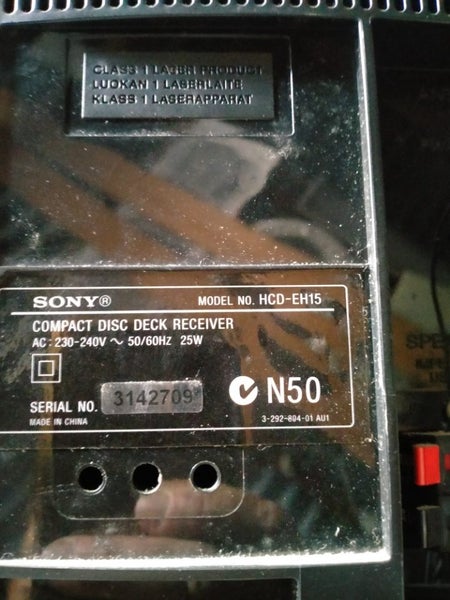 CLASS 1 LASER PRODUCT
LUOKAN 1 LASERLAITE
KLASS 1 LASERAPPARAT
SONY® MODEL NO. HCD-EH15
COMPACT DISC DECK RECEIVER
AC: 230-240V ~ 50/60Hz 25W
N50
SERIAL NO. 3142709
MADE IN CHINA
3-292-804-01 AU1
SPE